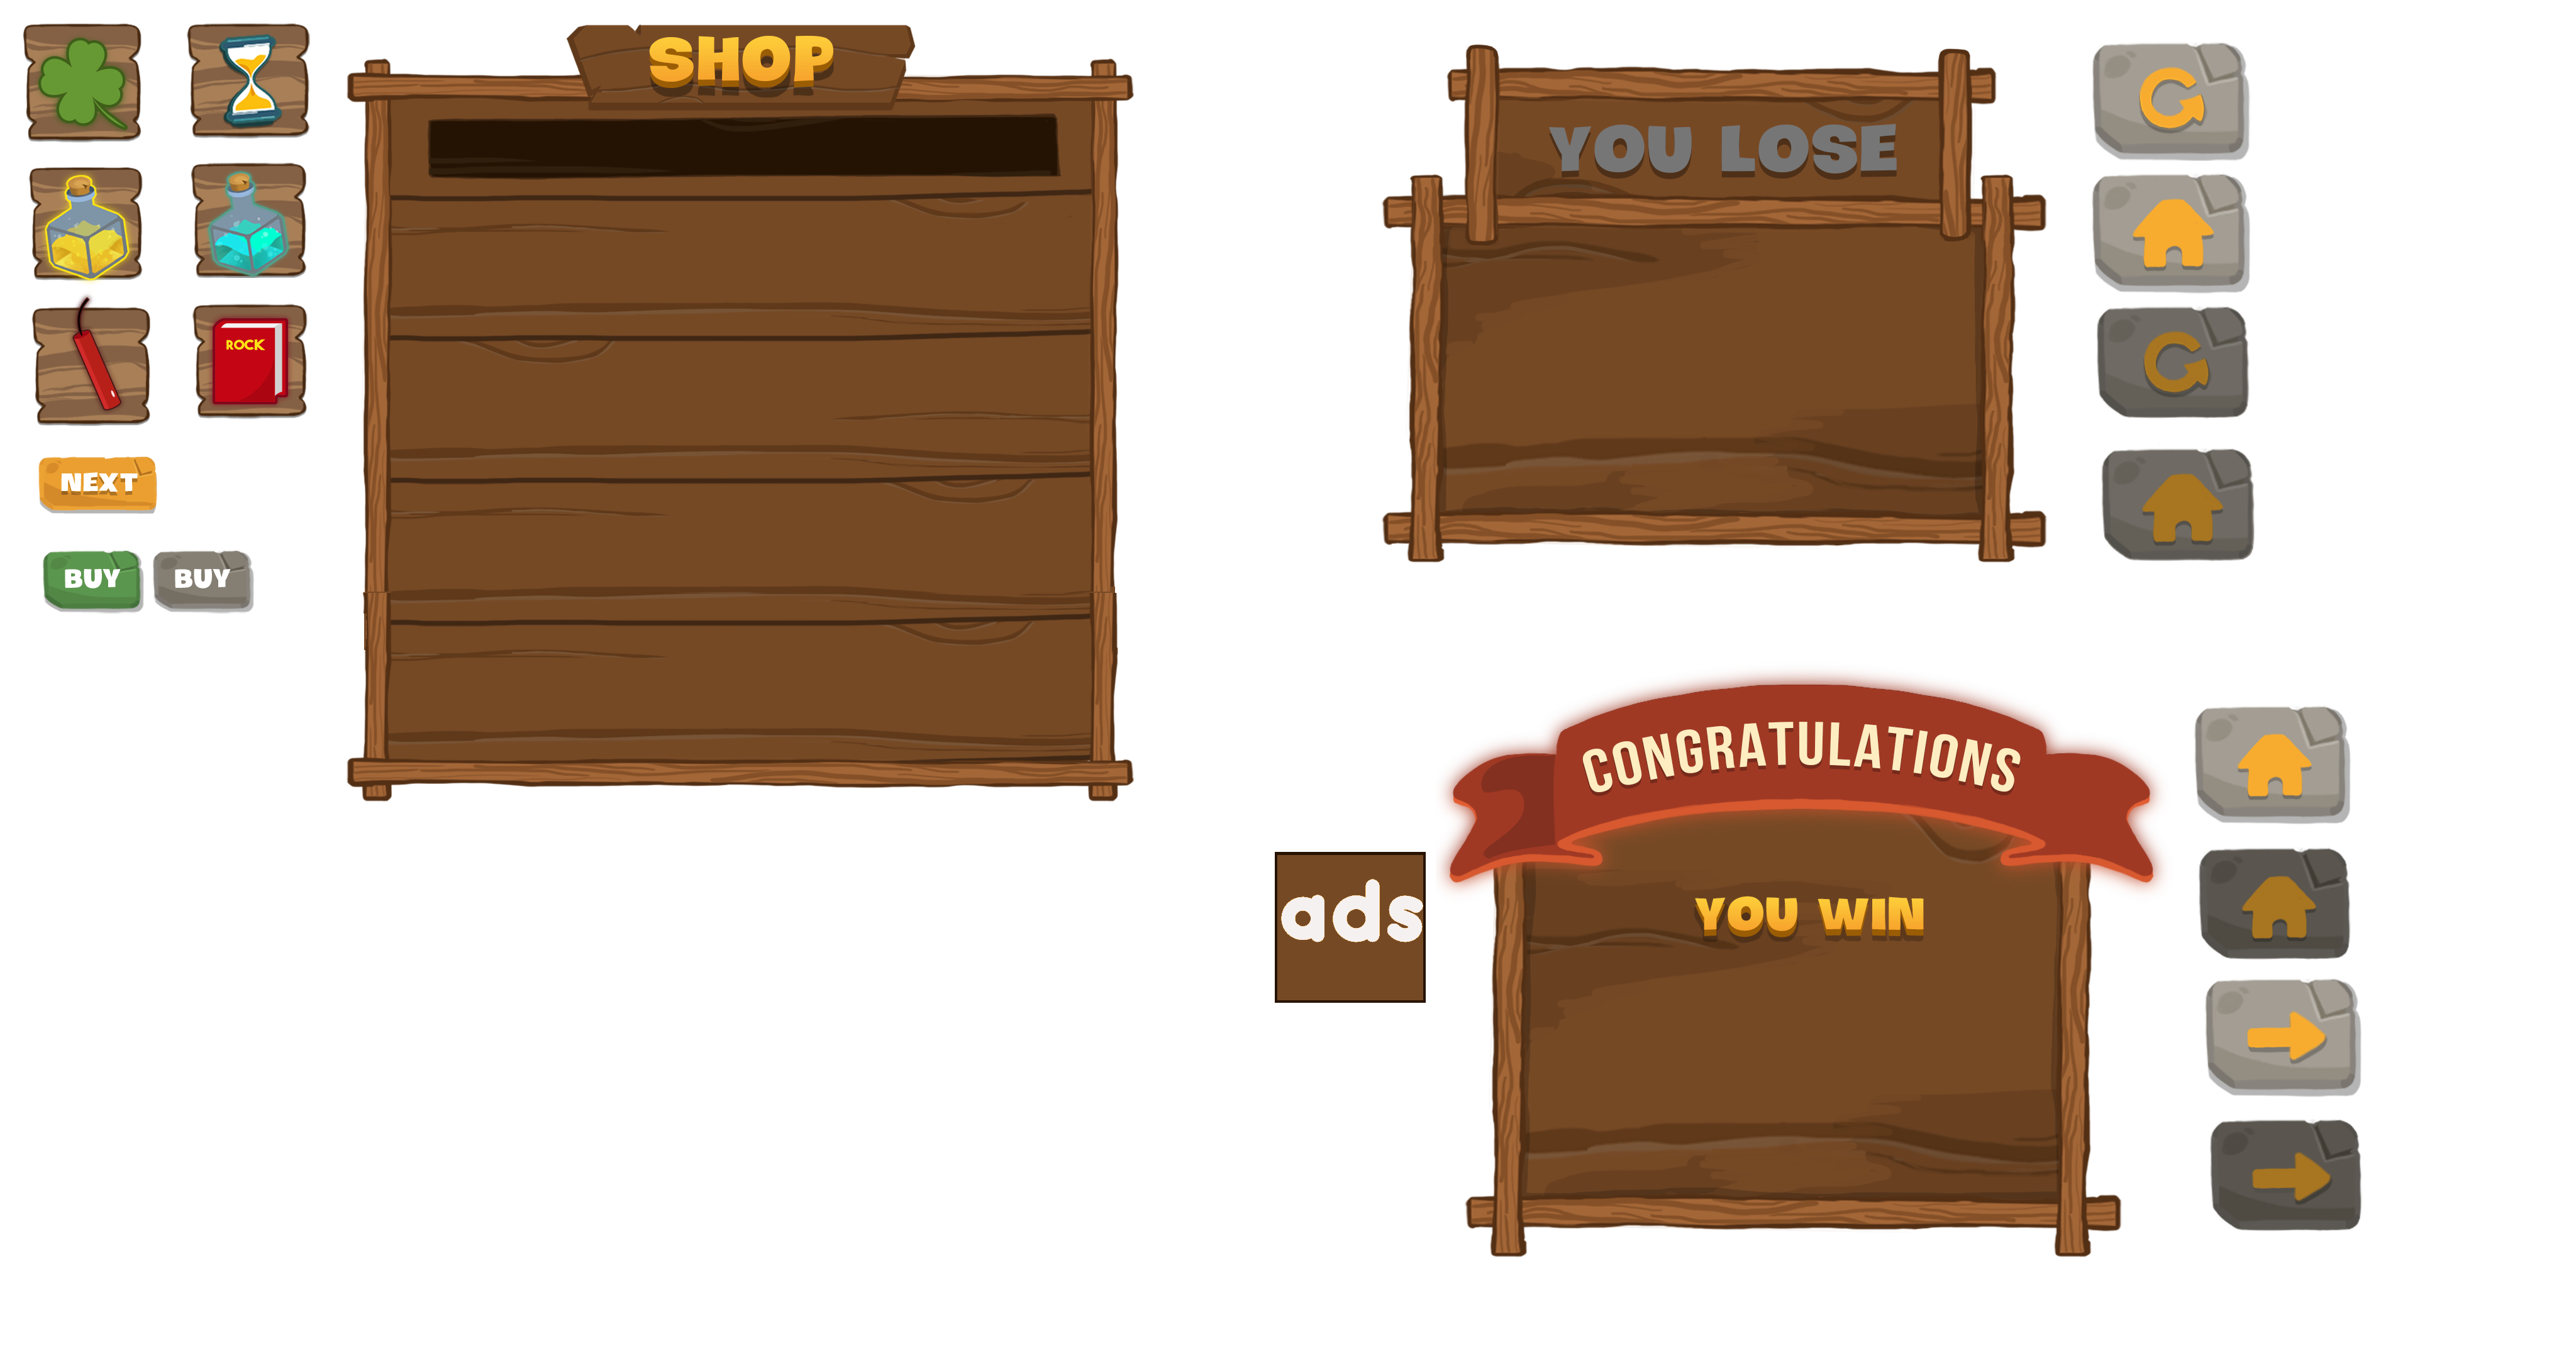 SHOP
YOU LOSE
ROCK
NEXT
BUY
BUY
CONGRATULATIONS
ads
YOU WIN